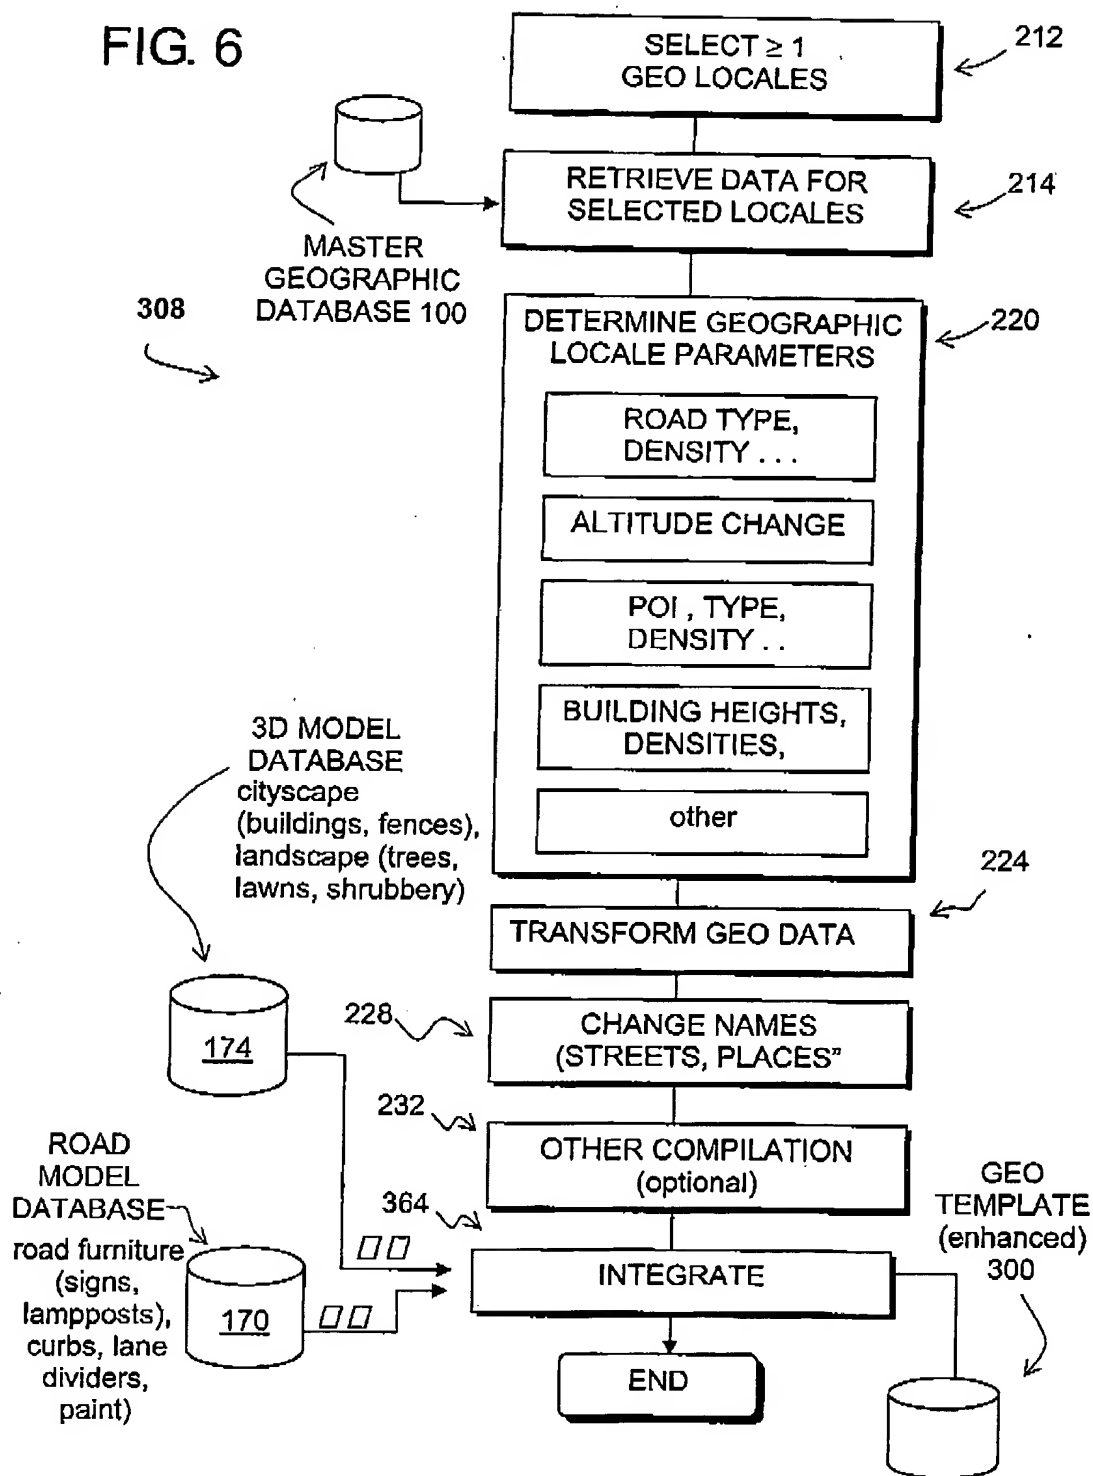 FIG. 6
SELECT ≥ 1
GEO LOCALES
212
RETRIEVE DATA FOR
SELECTED LOCALES
214
MASTER
GEOGRAPHIC
DATABASE 100
308
DETERMINE GEOGRAPHIC
LOCALE PARAMETERS
220
ROAD TYPE,
DENSITY . . .
ALTITUDE CHANGE
POI , TYPE,
DENSITY . .
BUILDING HEIGHTS,
DENSITIES,
other
3D MODEL
DATABASE
cityscape
(buildings, fences),
landscape (trees,
lawns, shrubbery)
224
TRANSFORM GEO DATA
174
228
CHANGE NAMES
(STREETS, PLACES"
232
OTHER COMPILATION
(optional)
ROAD
MODEL
DATABASE
road furniture
(signs,
lampposts),
curbs, lane
dividers,
paint)
170
364
INTEGRATE
GEO
TEMPLATE
(enhanced)
300
END